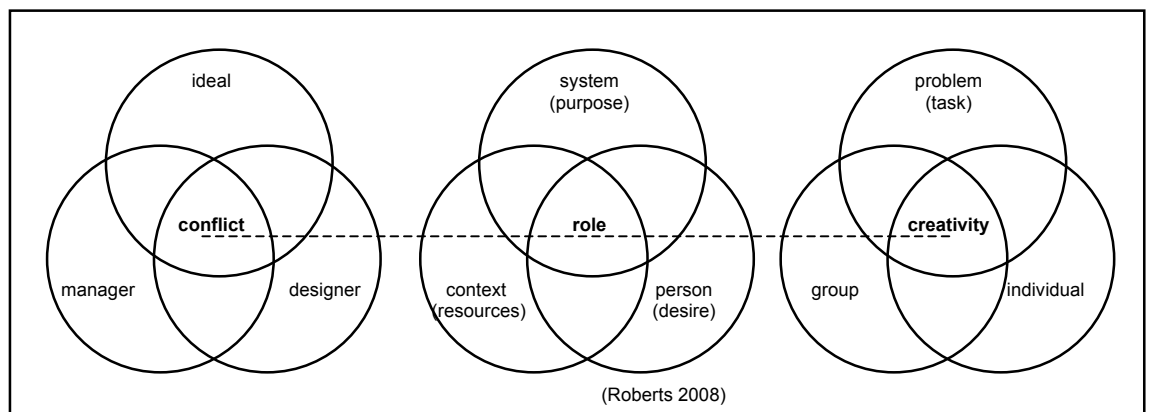 ideal
conflict
manager
designer
system
(purpose)
role
context
(resources)
person
(desire)
problem
(task)
creativity
group
individual
(Roberts 2008)